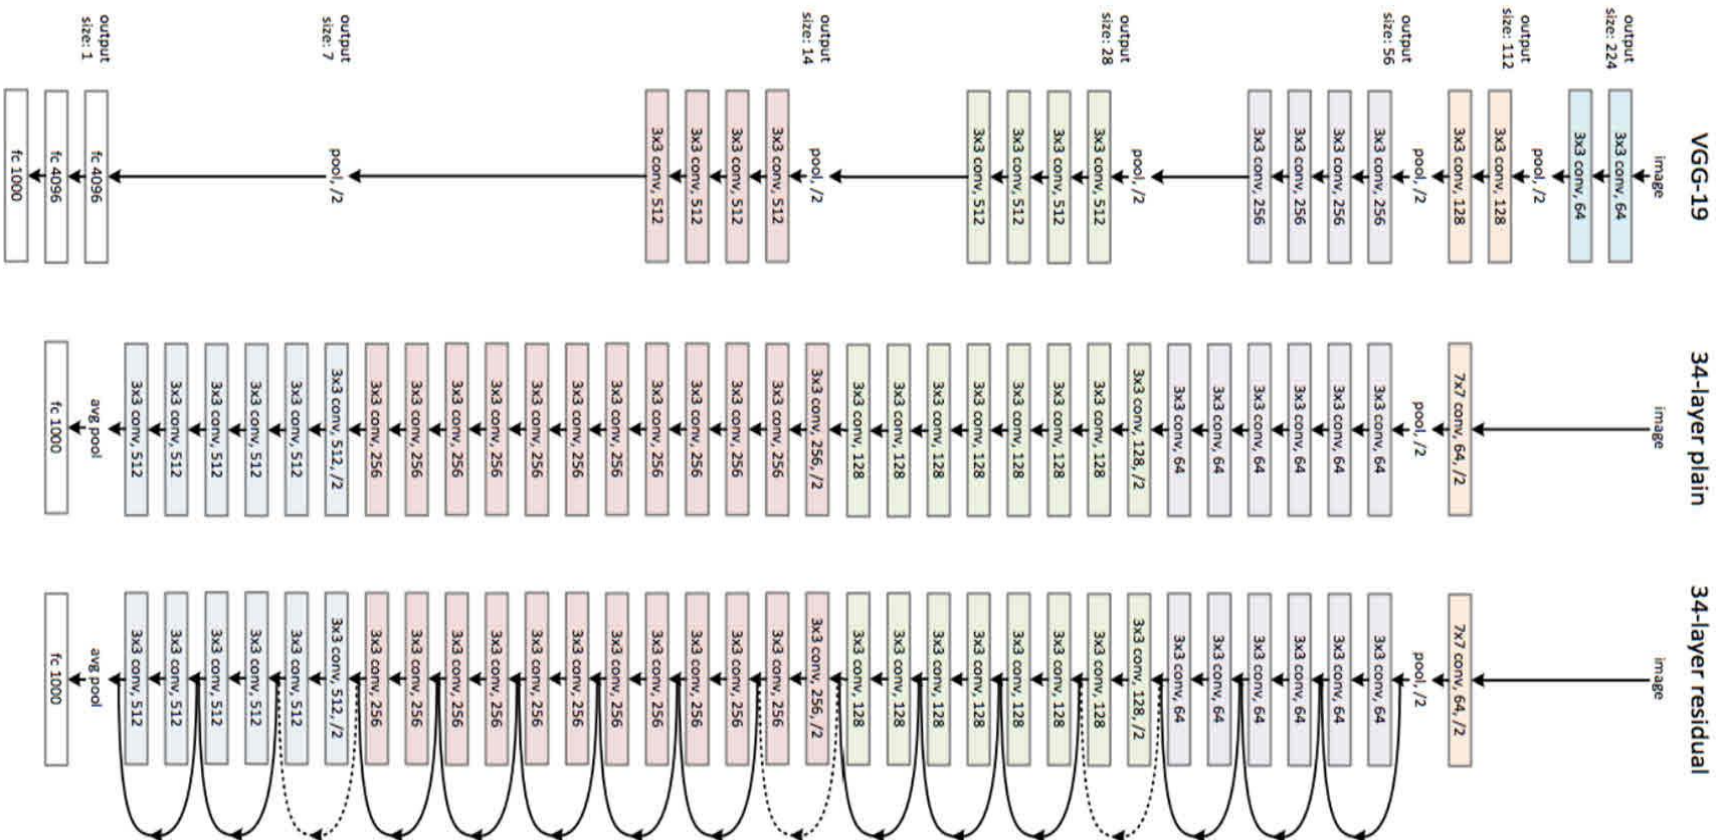 output
size: 224
output
size: 112
output
size: 56
output
size: 28
output
size: 14
output
size: 7
output
size: 1
VGG-19
image
3x3 conv, 64
3x3 conv, 64
pool, /2
3x3 conv, 128
3x3 conv, 128
pool, /2
3x3 conv, 256
3x3 conv, 256
3x3 conv, 256
3x3 conv, 256
pool, /2
3x3 conv, 512
3x3 conv, 512
3x3 conv, 512
3x3 conv, 512
pool, /2
3x3 conv, 512
3x3 conv, 512
3x3 conv, 512
3x3 conv, 512
pool, /2
fc 4096
fc 4096
fc 1000
34-layer plain
image
7x7 conv, 64, /2
pool, /2
3x3 conv, 64
3x3 conv, 64
3x3 conv, 64
3x3 conv, 64
3x3 conv, 64
3x3 conv, 64
3x3 conv, 128, /2
3x3 conv, 128
3x3 conv, 128
3x3 conv, 128
3x3 conv, 128
3x3 conv, 128
3x3 conv, 128
3x3 conv, 128
3x3 conv, 256, /2
3x3 conv, 256
3x3 conv, 256
3x3 conv, 256
3x3 conv, 256
3x3 conv, 256
3x3 conv, 256
3x3 conv, 256
3x3 conv, 256
3x3 conv, 256
3x3 conv, 256
3x3 conv, 256
3x3 conv, 512, /2
3x3 conv, 512
3x3 conv, 512
3x3 conv, 512
3x3 conv, 512
3x3 conv, 512
avg pool
fc 1000
34-layer residual
image
7x7 conv, 64, /2
pool, /2
3x3 conv, 64
3x3 conv, 64
3x3 conv, 64
3x3 conv, 64
3x3 conv, 64
3x3 conv, 64
3x3 conv, 128, /2
3x3 conv, 128
3x3 conv, 128
3x3 conv, 128
3x3 conv, 128
3x3 conv, 128
3x3 conv, 128
3x3 conv, 128
3x3 conv, 256, /2
3x3 conv, 256
3x3 conv, 256
3x3 conv, 256
3x3 conv, 256
3x3 conv, 256
3x3 conv, 256
3x3 conv, 256
3x3 conv, 256
3x3 conv, 256
3x3 conv, 256
3x3 conv, 256
3x3 conv, 512, /2
3x3 conv, 512
3x3 conv, 512
3x3 conv, 512
3x3 conv, 512
3x3 conv, 512
avg pool
fc 1000